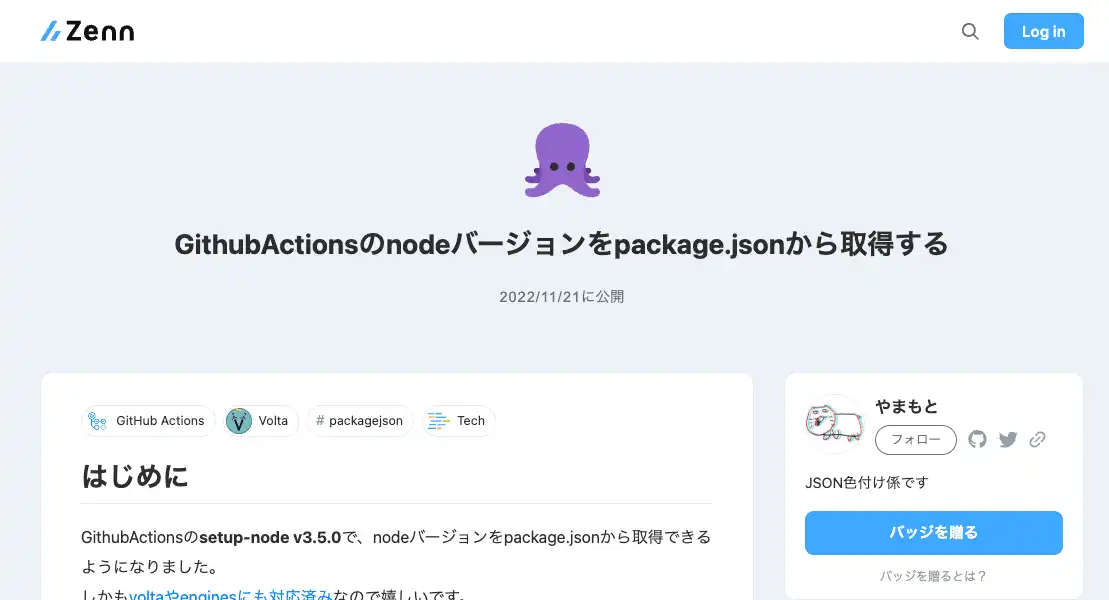 Zenn
Log in
GithubActionsのnodeバージョンをpackage.jsonから取得する
2022/11/21に公開
GitHub Actions
Volta
# packagejson
Tech
はじめに
GithubActionsのsetup-node v3.5.0で、nodeバージョンをpackage.jsonから取得できる
ようになりました。
しかもvoltaやenginesにも対応済みなので嬉しいです。
やまもと
フォロー
JSON色付け係です
バッジを贈る
バッジを贈るとは？